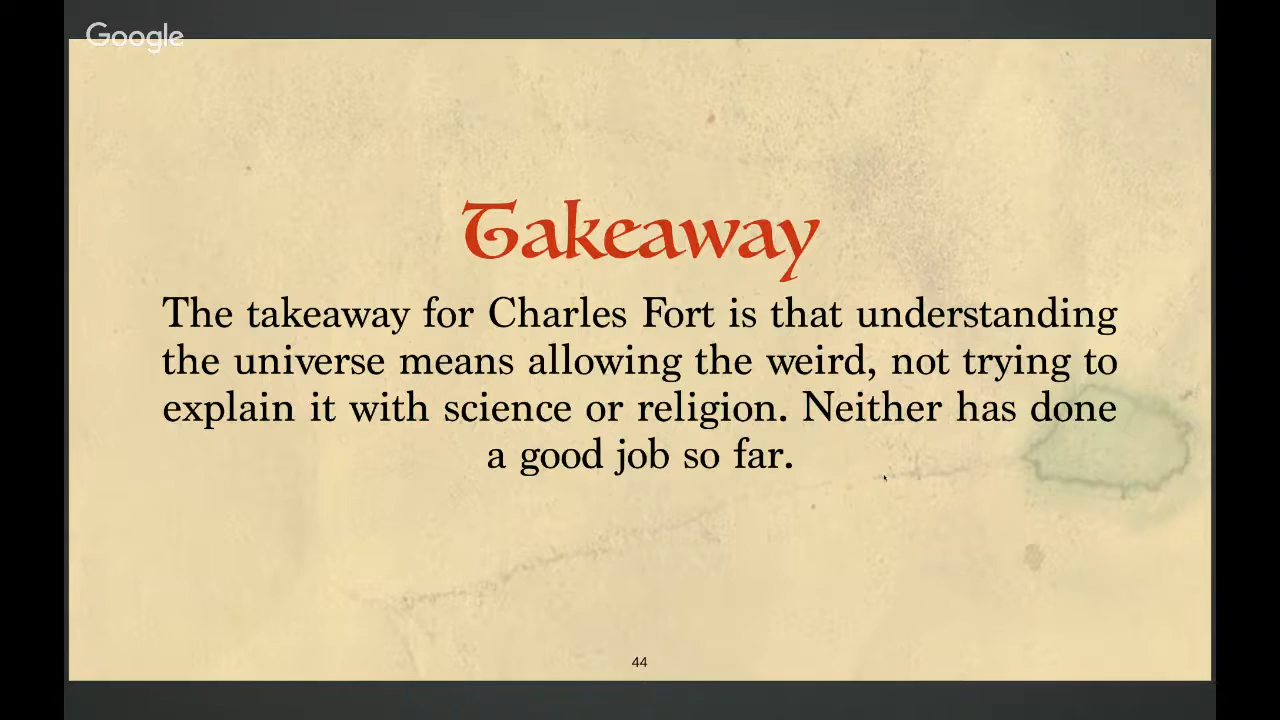 Google
Takeaway
The takeaway for Charles Fort is that understanding
the universe means allowing the weird, not trying to
explain it with science or religion. Neither has done
a good job so far.
44